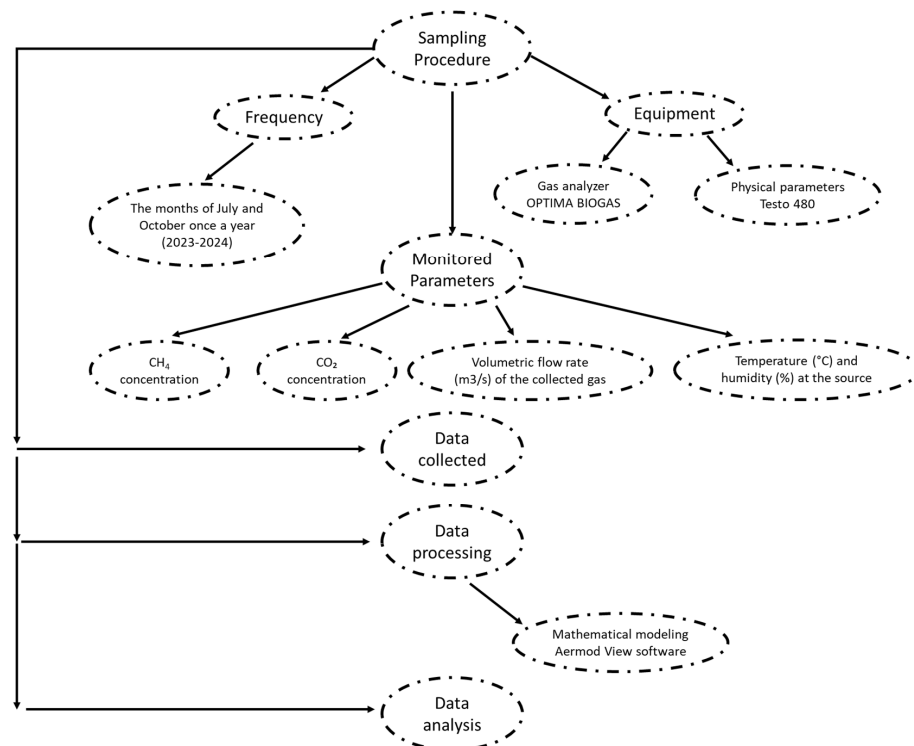 Sampling
Procedure
Frequency
Equipment
The months of July and
October once a year
(2023-2024)
Gas analyzer
OPTIMA BIOGAS
Physical parameters
Testo 480
Monitored
Parameters
CH₄
concentration
CO₂
concentration
Volumetric flow rate
(m3/s) of the collected gas
Temperature (°C) and
humidity (%) at the source
Data
collected
Data
processing
Mathematical modeling
Aermod View software
Data
analysis